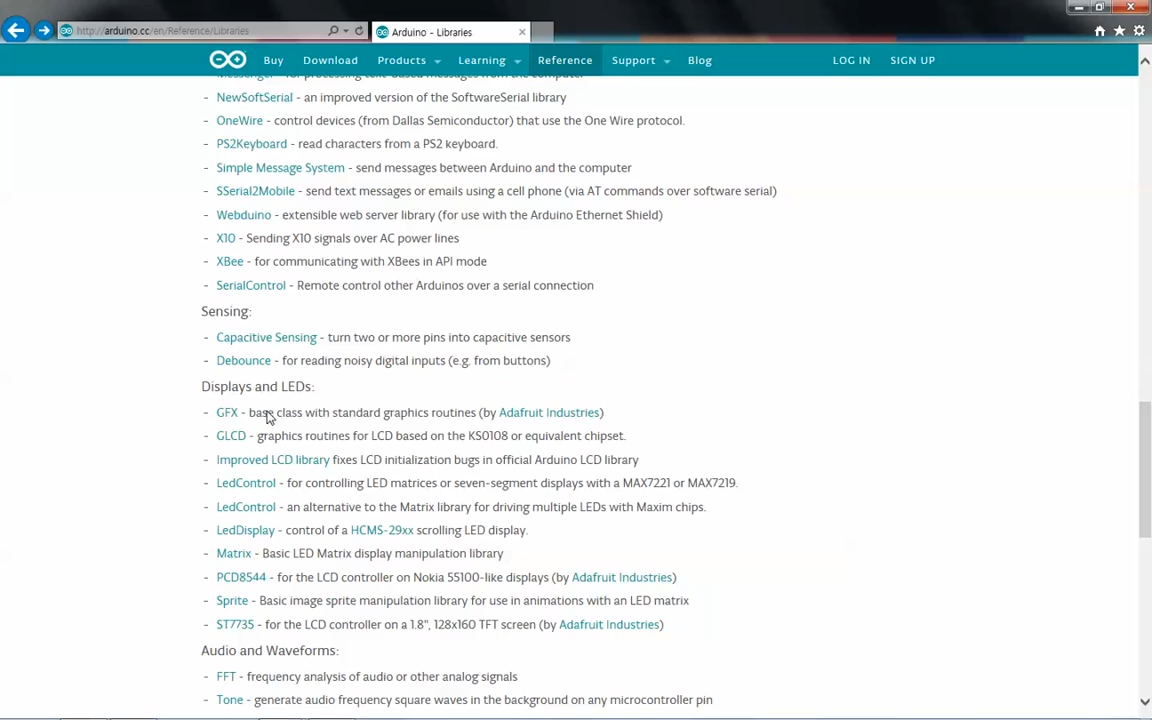 http://arduino.cc/en/Reference/Libraries
Arduino - Libraries
Buy Download Products Learning Reference Support Blog LOG IN SIGN UP
Messenger - for processing text-based messages from the computer
- NewSoftSerial - an improved version of the SoftwareSerial library
- OneWire - control devices (from Dallas Semiconductor) that use the One Wire protocol.
- PS2Keyboard - read characters from a PS2 keyboard.
- Simple Message System - send messages between Arduino and the computer
- SSerial2Mobile - send text messages or emails using a cell phone (via AT commands over software serial)
- Webduino - extensible web server library (for use with the Arduino Ethernet Shield)
- X10 - Sending X10 signals over AC power lines
- XBee - for communicating with XBees in API mode
- SerialControl - Remote control other Arduinos over a serial connection
Sensing:
- Capacitive Sensing - turn two or more pins into capacitive sensors
- Debounce - for reading noisy digital inputs (e.g. from buttons)
Displays and LEDs:
- GFX - base class with standard graphics routines (by Adafruit Industries)
- GLCD - graphics routines for LCD based on the KS0108 or equivalent chipset.
- Improved LCD library fixes LCD initialization bugs in official Arduino LCD library
- LedControl - for controlling LED matrices or seven-segment displays with a MAX7221 or MAX7219.
- LedControl - an alternative to the Matrix library for driving multiple LEDs with Maxim chips.
- LedDisplay - control of a HCMS-29xx scrolling LED display.
- Matrix - Basic LED Matrix display manipulation library
- PCD8544 - for the LCD controller on Nokia 55100-like displays (by Adafruit Industries)
- Sprite - Basic image sprite manipulation library for use in animations with an LED matrix
- ST7735 - for the LCD controller on a 1.8", 128x160 TFT screen (by Adafruit Industries)
Audio and Waveforms:
- FFT - frequency analysis of audio or other analog signals
- Tone - generate audio frequency square waves in the background on any microcontroller pin